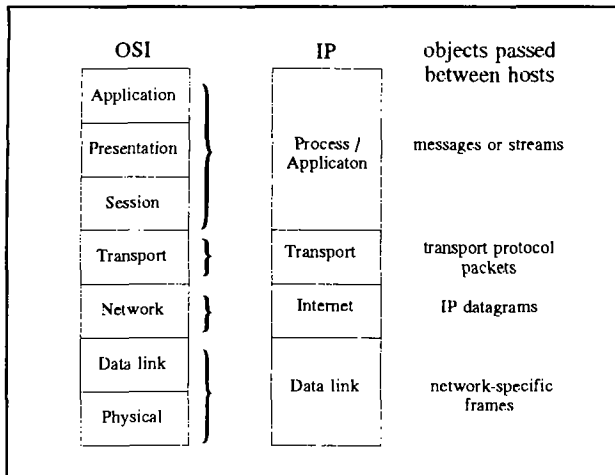 OSI
IP
objects passed
between hosts
Application
Presentation
Session
Process /
Applicaton
messages or streams
Transport
Transport
transport protocol
packets
Network
Internet
IP datagrams
Data link
Physical
Data link
network-specific
frames